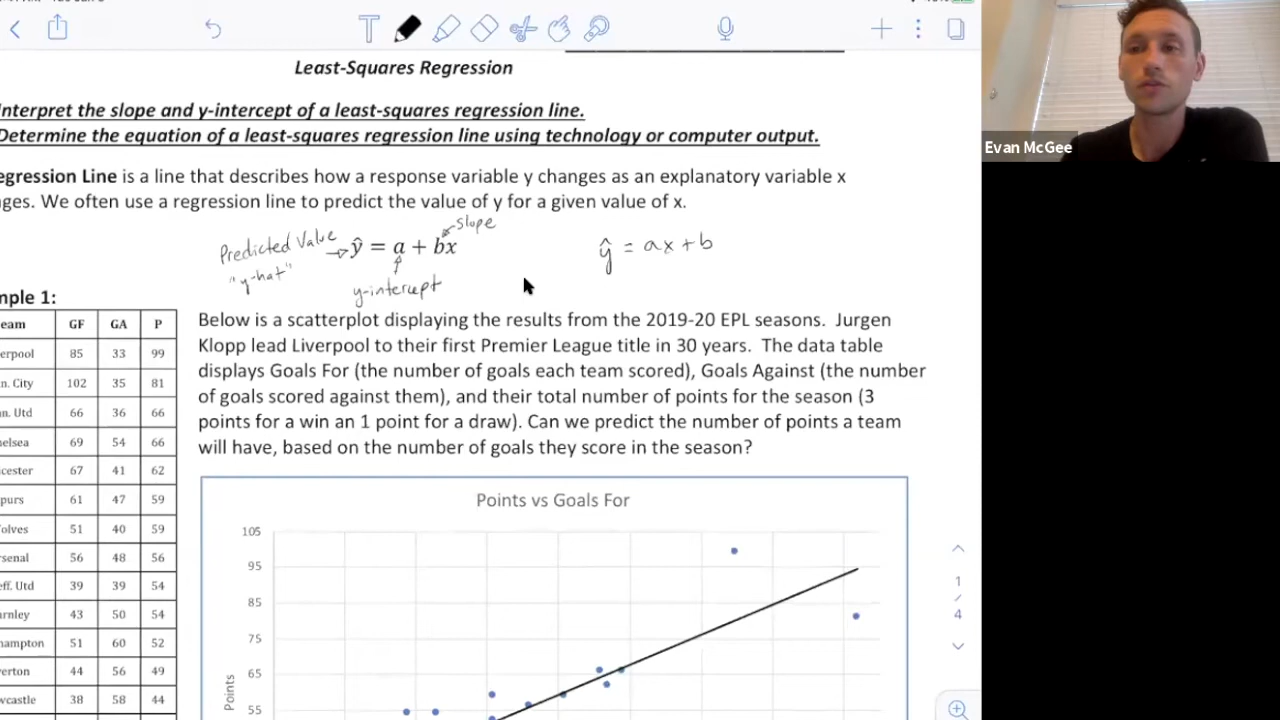 Least-Squares Regression
nterpret the slope and y-intercept of a least-squares regression line.
Determine the equation of a least-squares regression line using technology or computer output.
egression Line is a line that describes how a response variable y changes as an explanatory variable x
ges. We often use a regression line to predict the value of y for a given value of x.
slope
Predicted Value → ŷ = a + bx
"y-hat"
y-intercept
ŷ = ax + b
mple 1:
eam GF GA P
erpool 85 33 99
n. City 102 35 81
n. Utd 66 36 66
elsea 69 54 66
cester 67 41 62
purs 61 47 59
olves 51 40 59
senal 56 48 56
eff. Utd 39 39 54
rnley 43 50 54
hampton 51 60 52
erton 44 56 49
wcastle 38 58 44
Below is a scatterplot displaying the results from the 2019-20 EPL seasons. Jurgen
Klopp lead Liverpool to their first Premier League title in 30 years. The data table
displays Goals For (the number of goals each team scored), Goals Against (the number
of goals scored against them), and their total number of points for the season (3
points for a win an 1 point for a draw). Can we predict the number of points a team
will have, based on the number of goals they score in the season?
Points vs Goals For
105
95
85
75
65
55
Points
1
/
4
Evan McGee